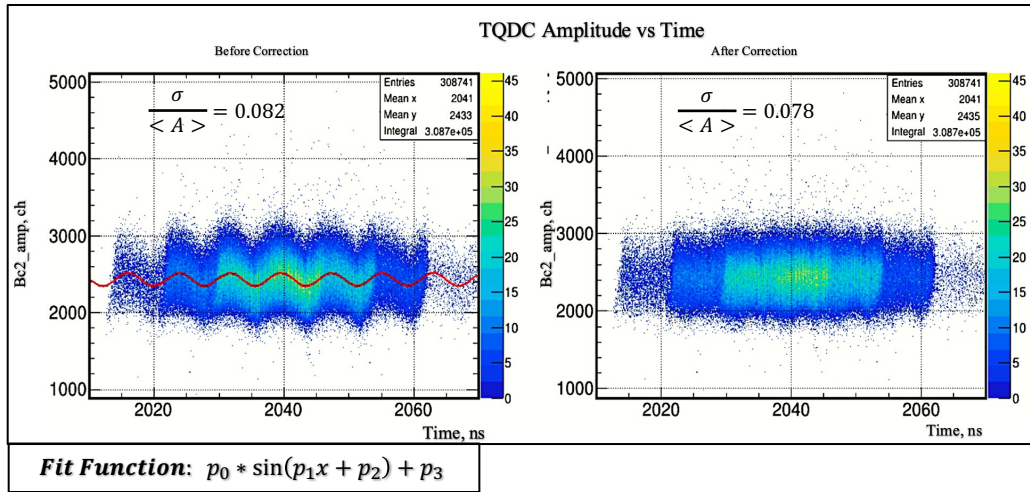 TQDC Amplitude vs Time
Before Correction
After Correction
σ / < A > = 0.082
Entries 308741
Mean x 2041
Mean y 2433
Integral 3.087e+05
5000
4000
3000
2000
1000
2020
2040
2060
45
40
35
30
25
20
15
10
5
0
Bc2_amp, ch
Time, ns
σ / < A > = 0.078
Entries 308741
Mean x 2041
Mean y 2435
Integral 3.087e+05
5000
4000
3000
2000
1000
2020
2040
2060
45
40
35
30
25
20
15
10
5
0
Bc2_amp, ch
Time, ns
Fit Function: p₀ * sin(p₁x + p₂) + p₃